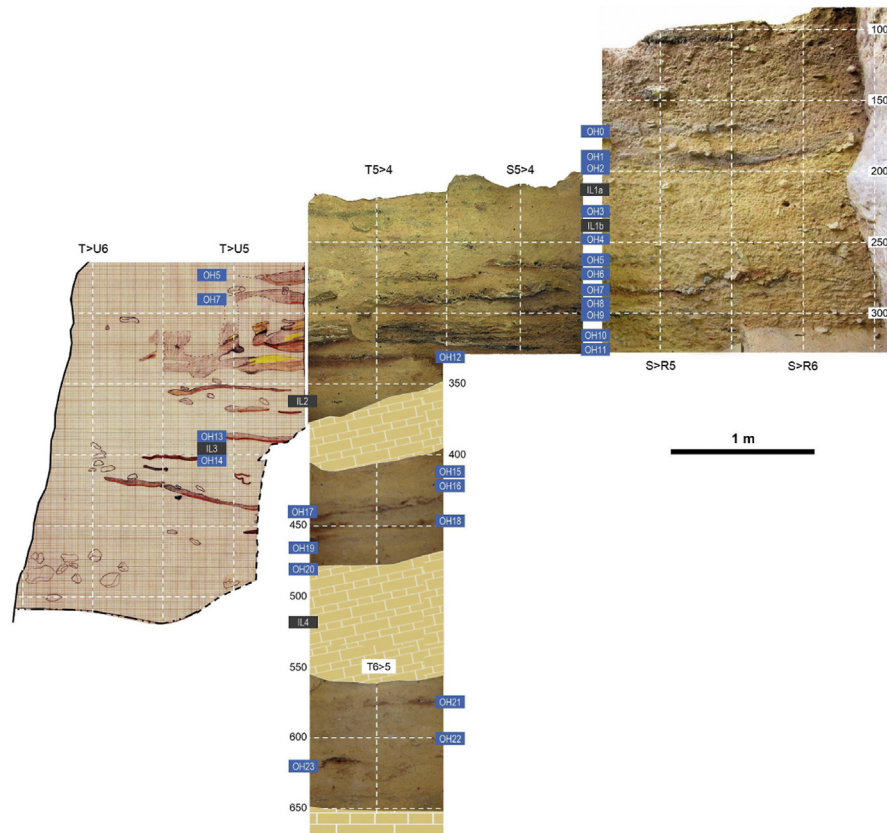 100
150
OH0
OH1
OH2
200
T5>4
S5>4
IL1a
OH3
IL1b
OH4
250
T>U6
T>U5
OH5
OH5
OH6
OH7
OH7
OH8
OH9
300
OH10
OH11
OH12
S>R5
S>R6
350
IL2
OH13
IL3
OH14
400
1 m
OH15
OH16
OH17
OH18
450
OH19
OH20
500
IL4
550
T6>5
OH21
600
OH22
OH23
650